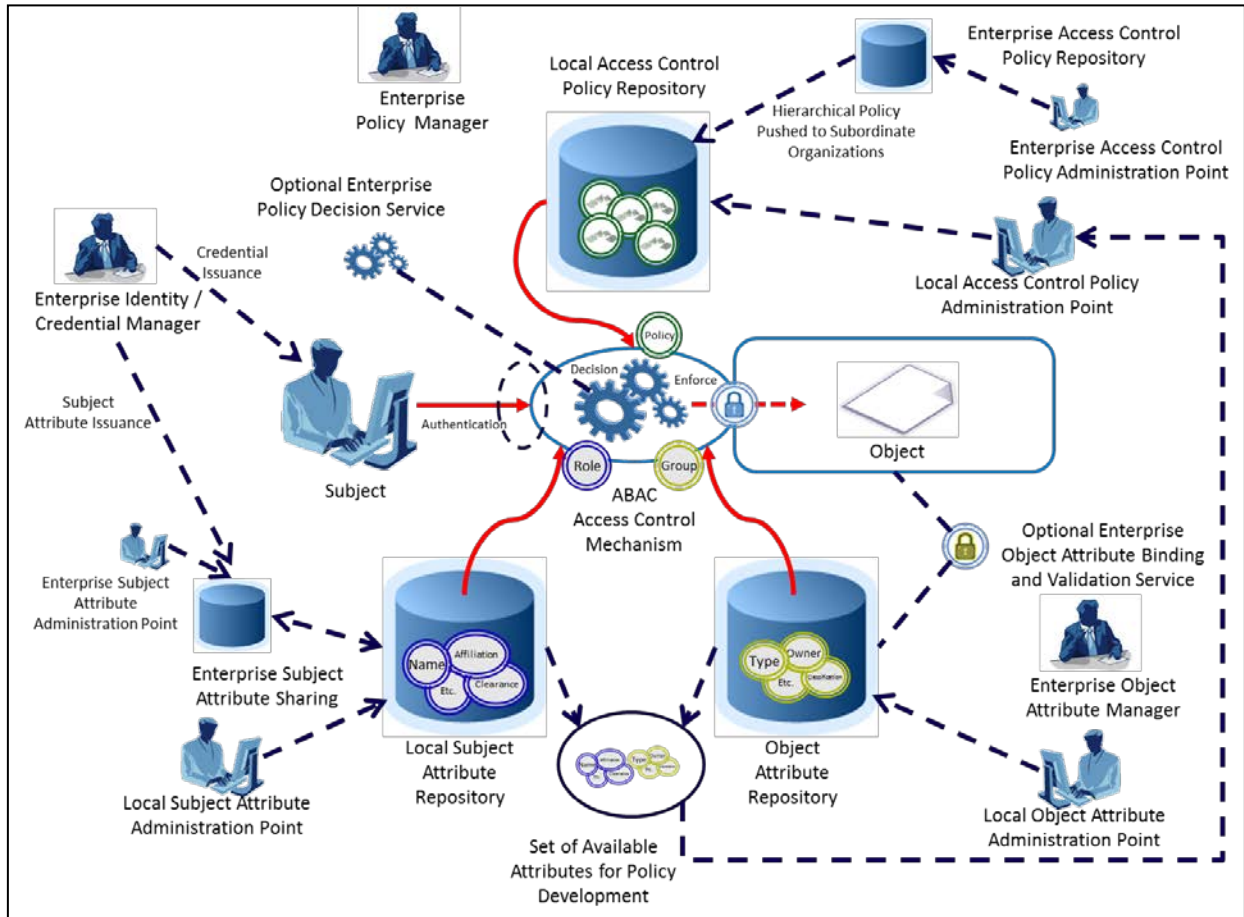 Enterprise
Policy Manager
Local Access Control
Policy Repository
Enterprise Access Control
Policy Repository
Hierarchical Policy
Pushed to Subordinate
Organizations
Enterprise Access Control
Policy Administration Point
Optional Enterprise
Policy Decision Service
Credential
Issuance
Enterprise Identity /
Credential Manager
Local Access Control Policy
Administration Point
Policy
Decision
Enforce
Subject
Attribute Issuance
Authentication
Object
Role
Group
Subject
ABAC
Access Control
Mechanism
Optional Enterprise
Object Attribute Binding
and Validation Service
Enterprise Subject
Attribute
Administration Point
Name
Affiliation
Etc.
Clearance
Type
Owner
Etc.
Classification
Enterprise Subject
Attribute Sharing
Enterprise Object
Attribute Manager
Local Subject
Attribute
Repository
Object
Attribute
Repository
Name
Type
Owner
Local Subject Attribute
Administration Point
Local Object Attribute
Administration Point
Set of Available
Attributes for Policy
Development